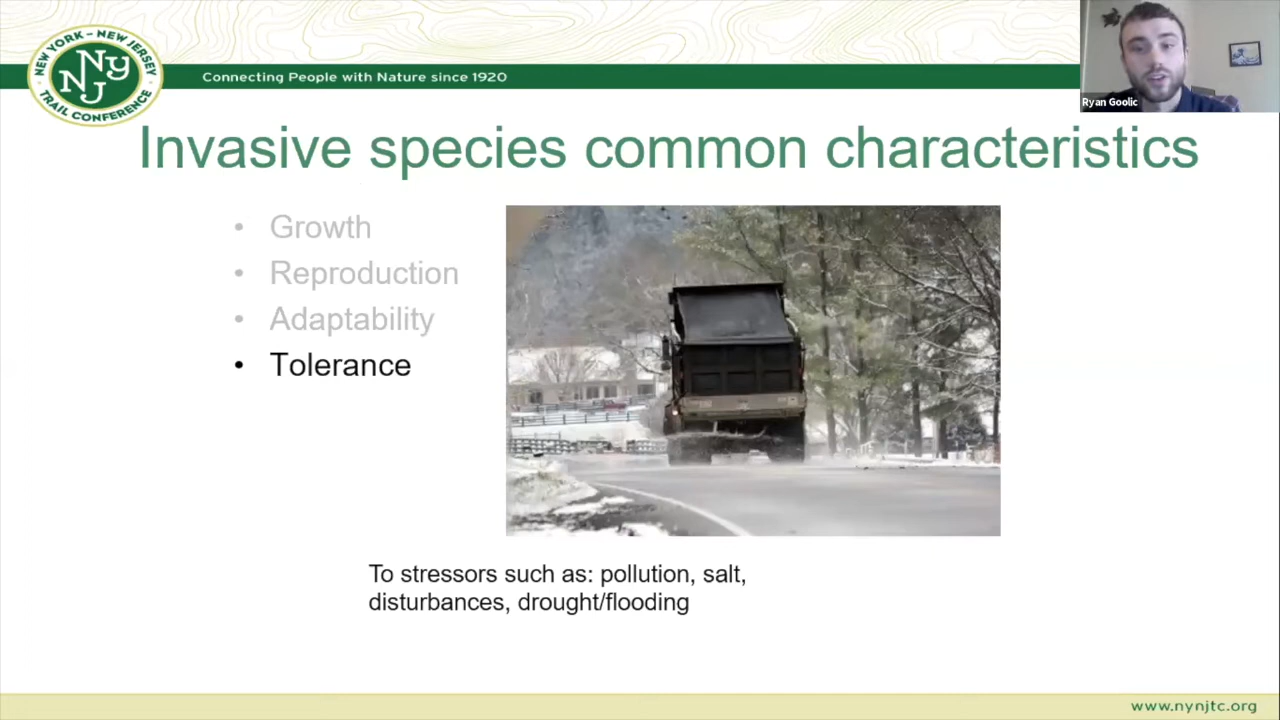 NEW YORK – NEW JERSEY
NY
NJ
TRAIL CONFERENCE
Connecting People with Nature since 1920
Ryan Goolic
Invasive species common characteristics
• Growth
• Reproduction
• Adaptability
• Tolerance
To stressors such as: pollution, salt,
disturbances, drought/flooding
www.nynjtc.org